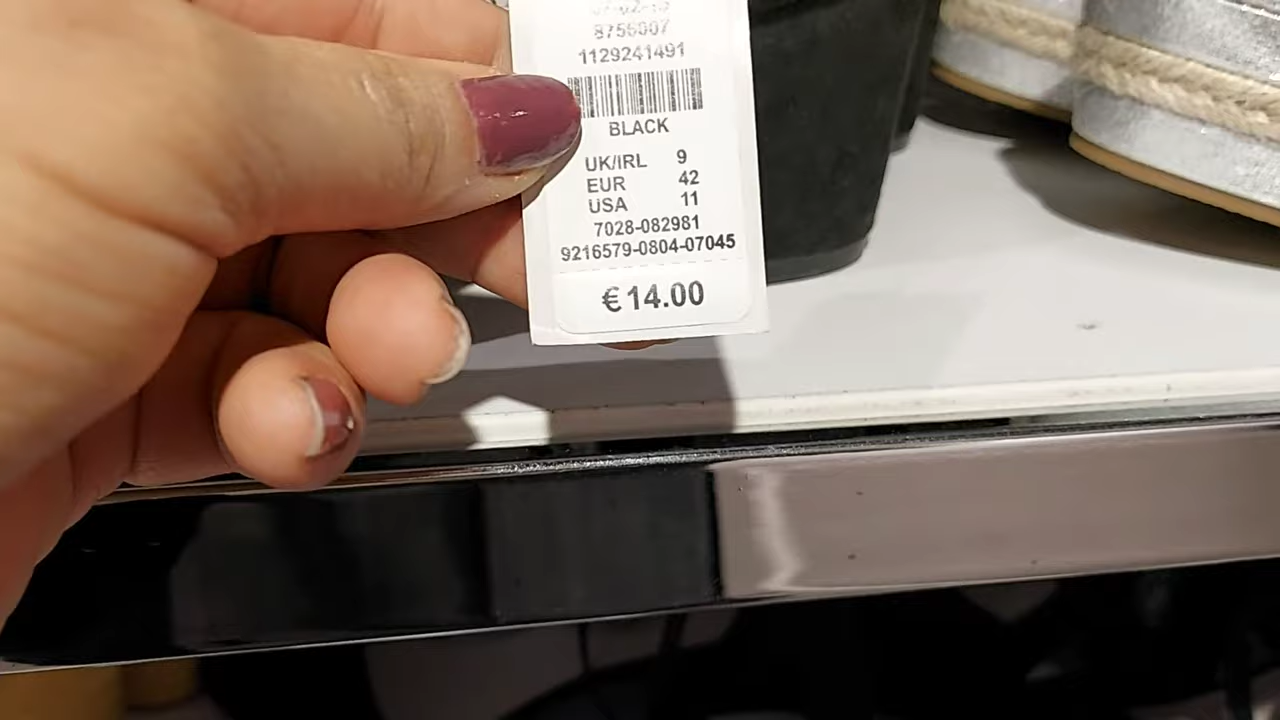 8755007
1129241491
BLACK
UK/IRL 9
EUR 42
USA 11
7028-082981
9216579-0804-07045
€14.00